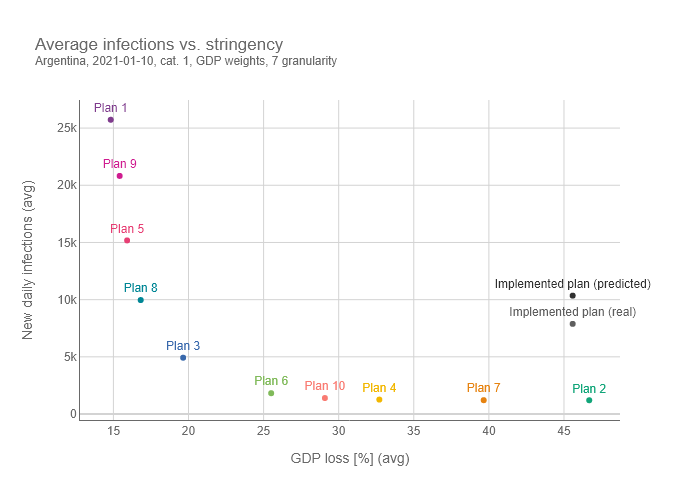 Average infections vs. stringency
Argentina, 2021-01-10, cat. 1, GDP weights, 7 granularity
Plan 1
25k
Plan 9
20k
Plan 5
15k
Plan 8
Implemented plan (predicted)
10k
Implemented plan (real)
Plan 3
5k
Plan 6
Plan 10
Plan 4
Plan 7
Plan 2
0
15
20
25
30
35
40
45
New daily infections (avg)
GDP loss [%] (avg)